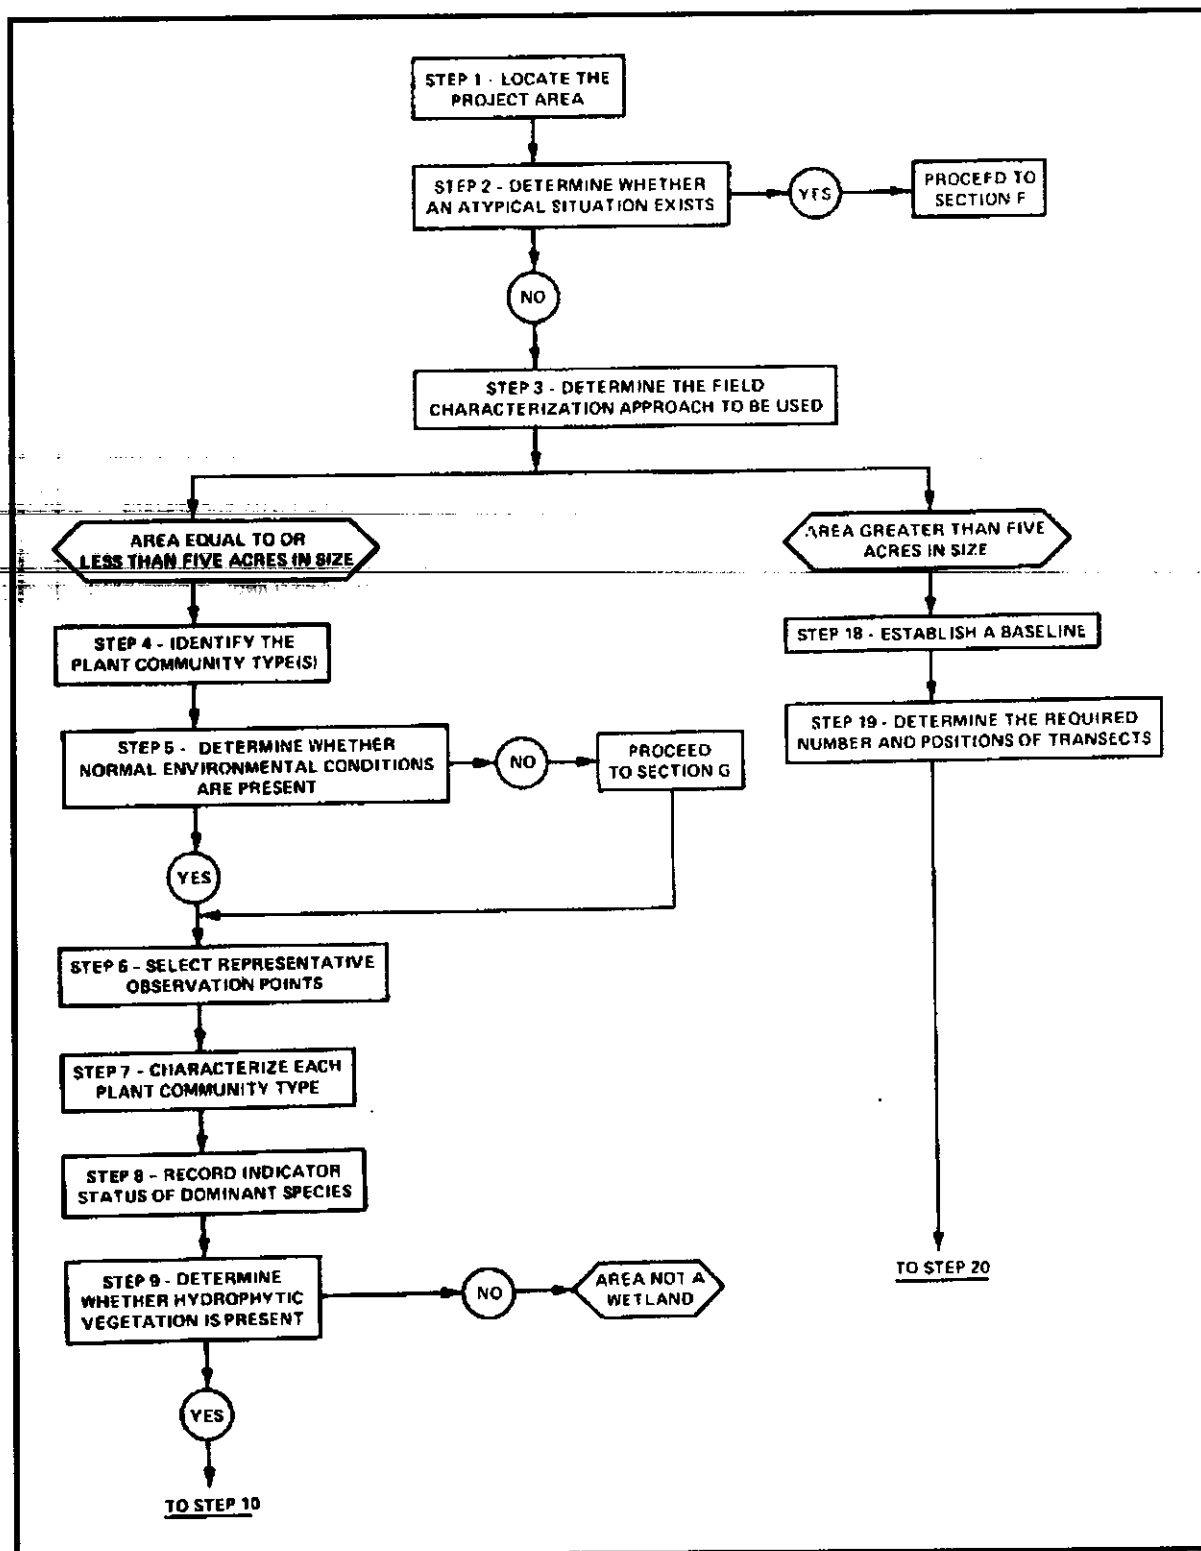 STEP 1 - LOCATE THE
PROJECT AREA
STEP 2 - DETERMINE WHETHER
AN ATYPICAL SITUATION EXISTS
YES
PROCEED TO
SECTION F
NO
STEP 3 - DETERMINE THE FIELD
CHARACTERIZATION APPROACH TO BE USED
AREA EQUAL TO OR
LESS THAN FIVE ACRES IN SIZE
STEP 4 - IDENTIFY THE
PLANT COMMUNITY TYPE(S)
STEP 5 - DETERMINE WHETHER
NORMAL ENVIRONMENTAL CONDITIONS
ARE PRESENT
NO
PROCEED
TO SECTION G
YES
STEP 6 - SELECT REPRESENTATIVE
OBSERVATION POINTS
STEP 7 - CHARACTERIZE EACH
PLANT COMMUNITY TYPE
STEP 8 - RECORD INDICATOR
STATUS OF DOMINANT SPECIES
STEP 9 - DETERMINE
WHETHER HYDROPHYTIC
VEGETATION IS PRESENT
NO
AREA NOT A
WETLAND
YES
TO STEP 10
AREA GREATER THAN FIVE
ACRES IN SIZE
STEP 18 - ESTABLISH A BASELINE
STEP 19 - DETERMINE THE REQUIRED
NUMBER AND POSITIONS OF TRANSECTS
TO STEP 20